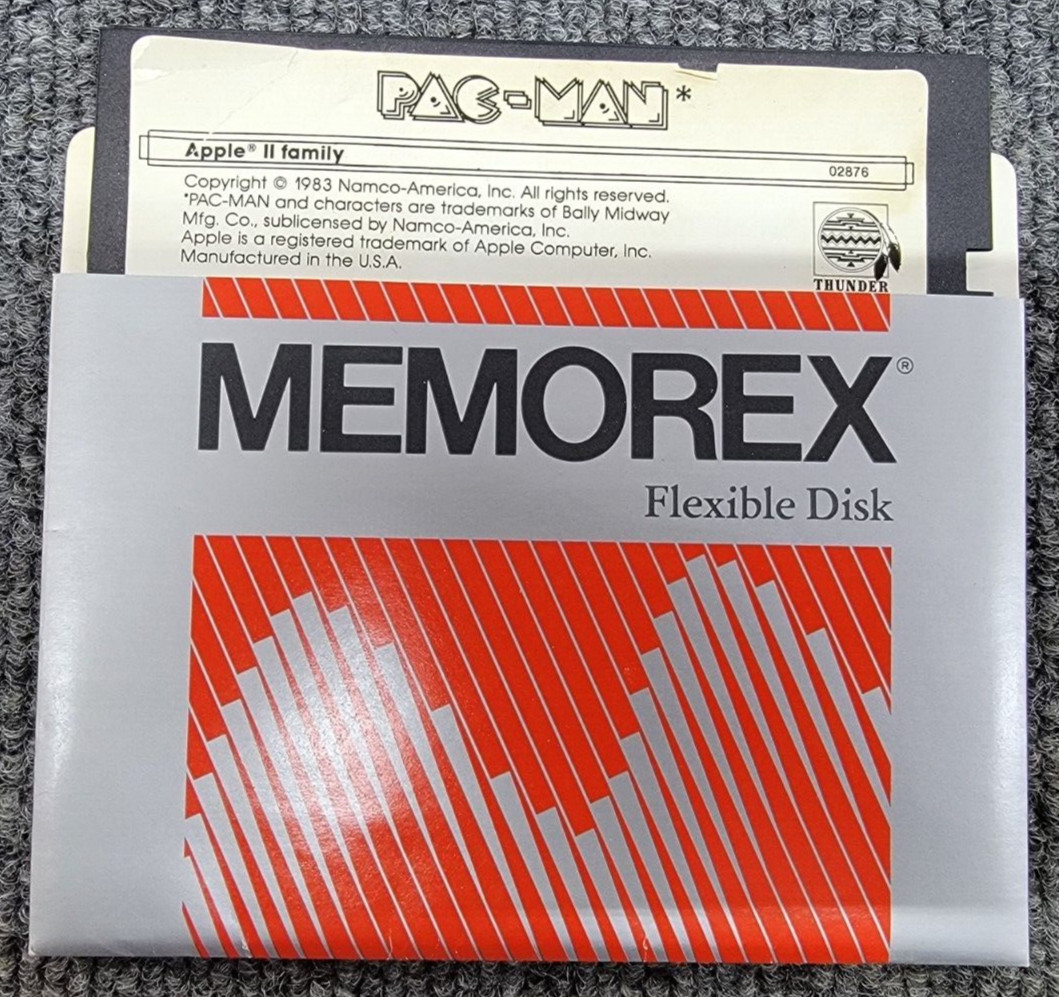 PAC-MAN*
Apple® II family
02876
Copyright © 1983 Namco-America, Inc. All rights reserved.
*PAC-MAN and characters are trademarks of Bally Midway
Mfg. Co., sublicensed by Namco-America, Inc.
Apple is a registered trademark of Apple Computer, Inc.
Manufactured in the U.S.A.
THUNDER
MEMOREX®
Flexible Disk